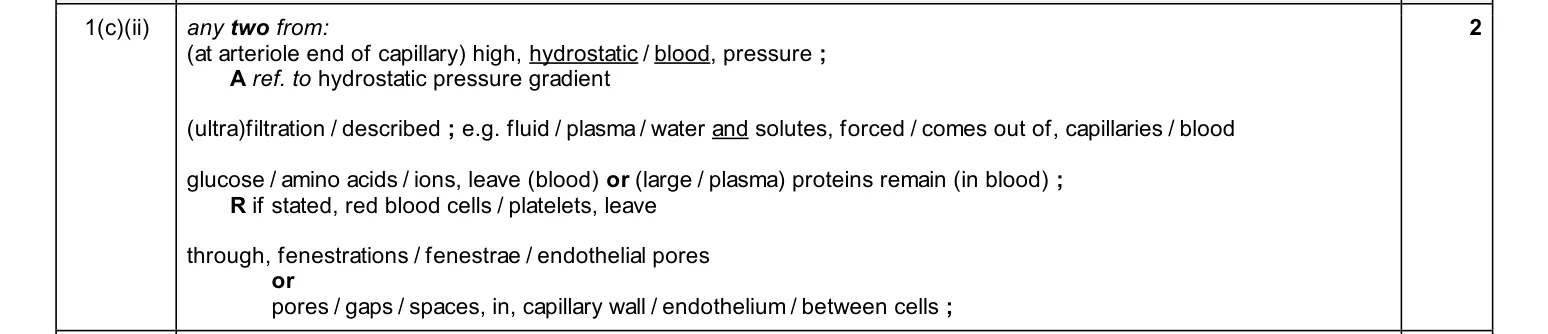 1(c)(ii)
any two from:
2
(at arteriole end of capillary) high, hydrostatic / blood, pressure ;
A ref. to hydrostatic pressure gradient
(ultra)filtration / described ; e.g. fluid / plasma / water and solutes, forced / comes out of, capillaries / blood
glucose / amino acids / ions, leave (blood) or (large / plasma) proteins remain (in blood) ;
R if stated, red blood cells / platelets, leave
through, fenestrations / fenestrae / endothelial pores
or
pores / gaps / spaces, in, capillary wall / endothelium / between cells ;